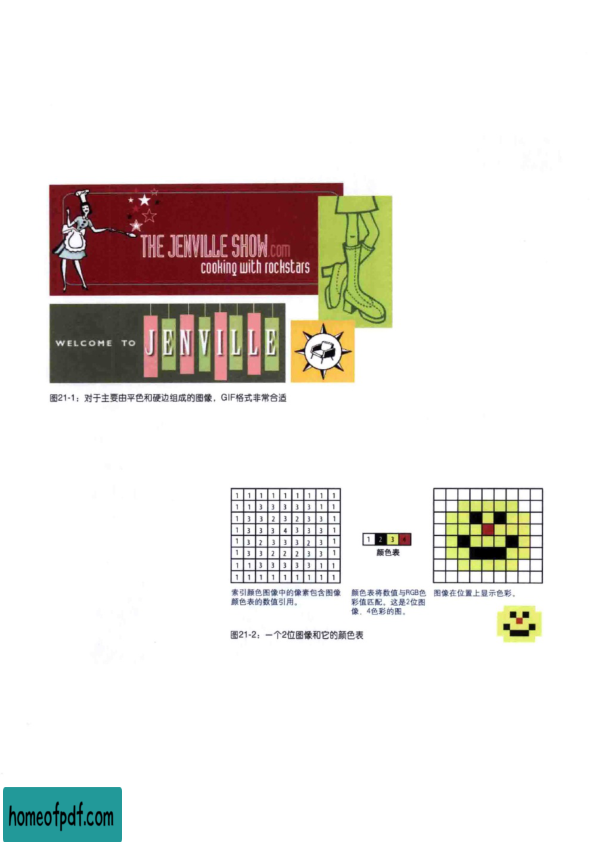 THE JENVILLE SHOW.com
cooking with rockstars
WELCOME TO JENVILLE
图21-1：对于主要由平色和硬边组成的图像，GIF格式非常合适
1 1 1 1 1 1 1 1 1
1 1 3 3 3 3 3 1 1
1 3 3 2 3 2 3 3 1
1 3 3 3 4 3 3 3 1
1 3 2 3 3 3 2 3 1
1 3 3 2 2 2 3 3 1
1 1 3 3 3 3 3 1 1
1 1 1 1 1 1 1 1 1
1 2 3 4
颜色表
索引颜色图像中的像素包含图像
颜色表的数值引用。
颜色表将数值与RGB色
彩值匹配。这是2位图
像，4色彩的图。
图像在位置上显示色彩。
图21-2：一个2位图像和它的颜色表
homeofpdf.com